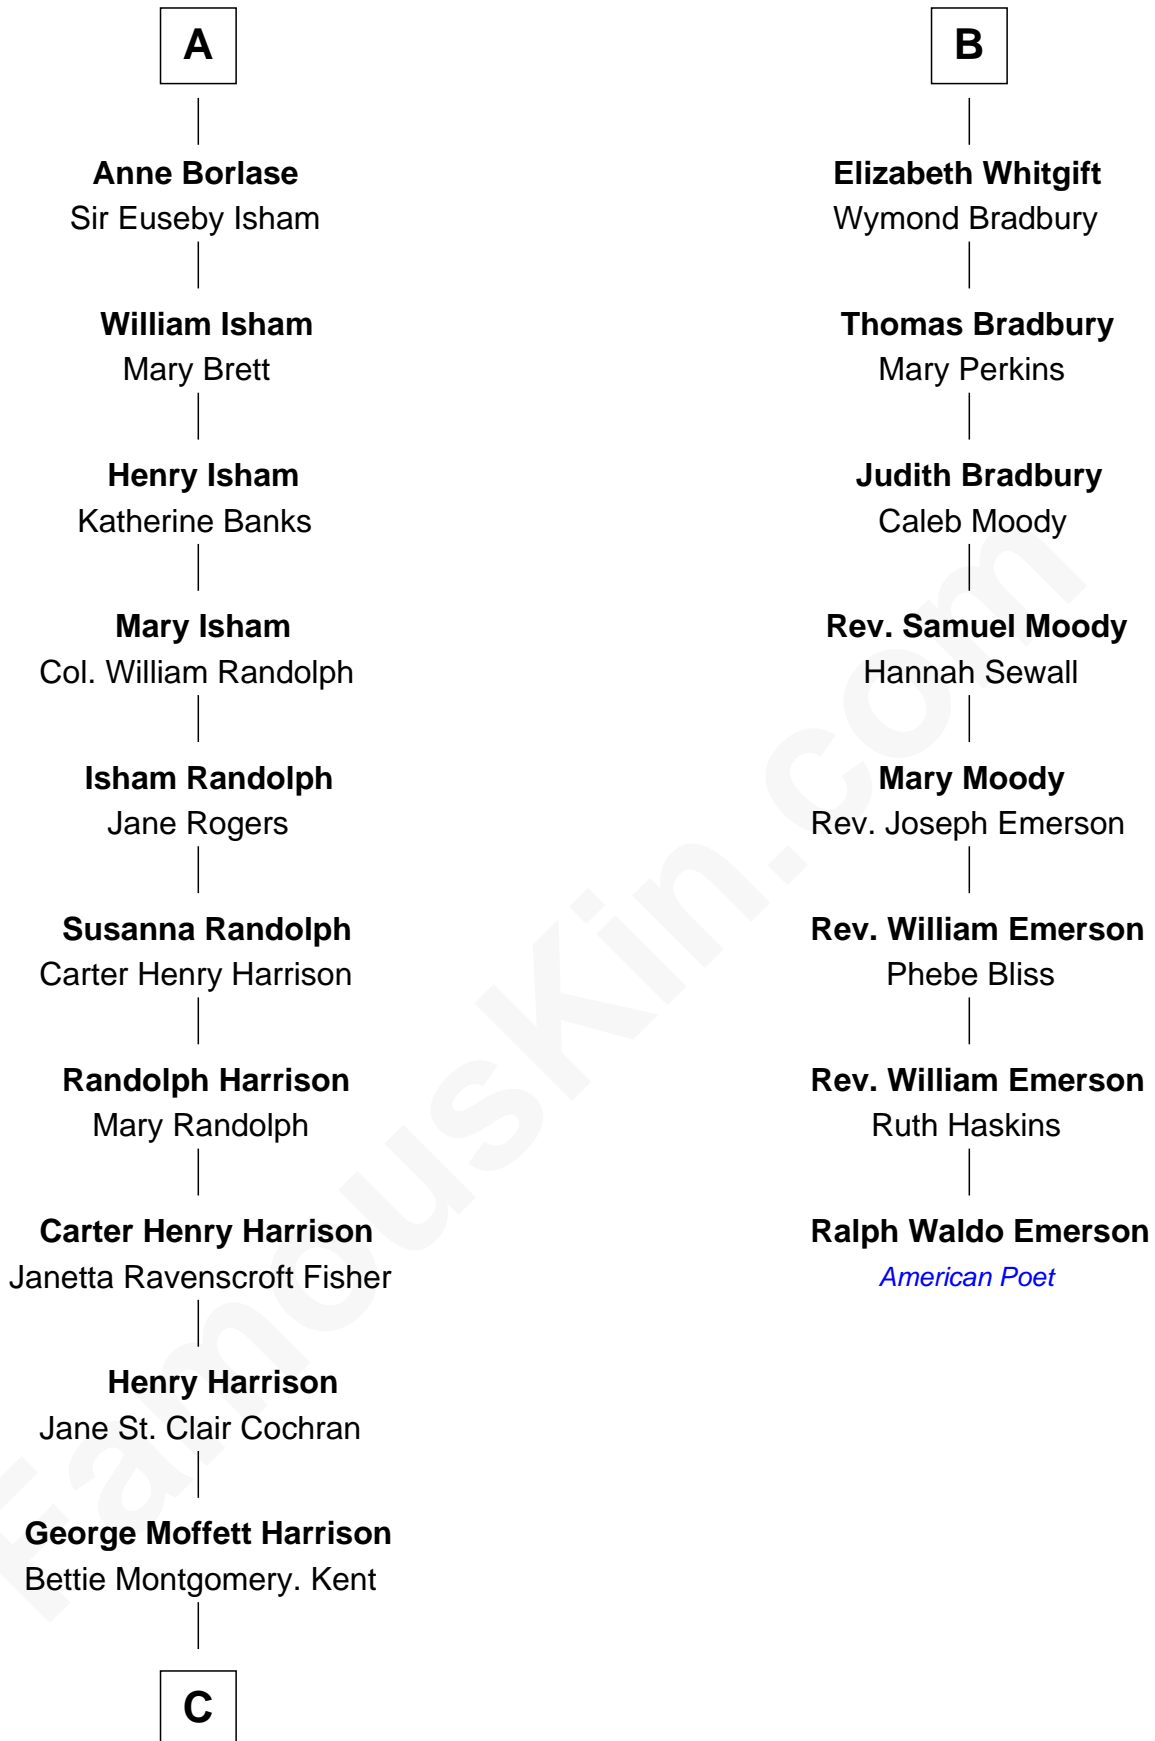 A
Anne Borlase
Sir Euseby Isham
William Isham
Mary Brett
Henry Isham
Katherine Banks
Mary Isham
Col. William Randolph
Isham Randolph
Jane Rogers
Susanna Randolph
Carter Henry Harrison
Randolph Harrison
Mary Randolph
Carter Henry Harrison
Janetta Ravenscroft Fisher
Henry Harrison
Jane St. Clair Cochran
George Moffett Harrison
Bettie Montgomery. Kent
C
B
Elizabeth Whitgift
Wymond Bradbury
Thomas Bradbury
Mary Perkins
Judith Bradbury
Caleb Moody
Rev. Samuel Moody
Hannah Sewall
Mary Moody
Rev. Joseph Emerson
Rev. William Emerson
Phebe Bliss
Rev. William Emerson
Ruth Haskins
Ralph Waldo Emerson
American Poet
FamousKin.com